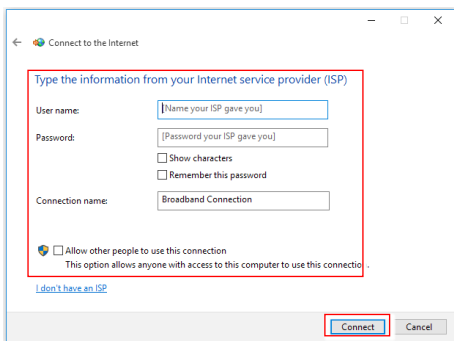 Connect to the Internet
Type the information from your Internet service provider (ISP)
User name: [Name your ISP gave you]
Password: [Password your ISP gave you]
Show characters
Remember this password
Connection name: Broadband Connection
Allow other people to use this connection
This option allows anyone with access to this computer to use this connection.
I don't have an ISP
Connect Cancel